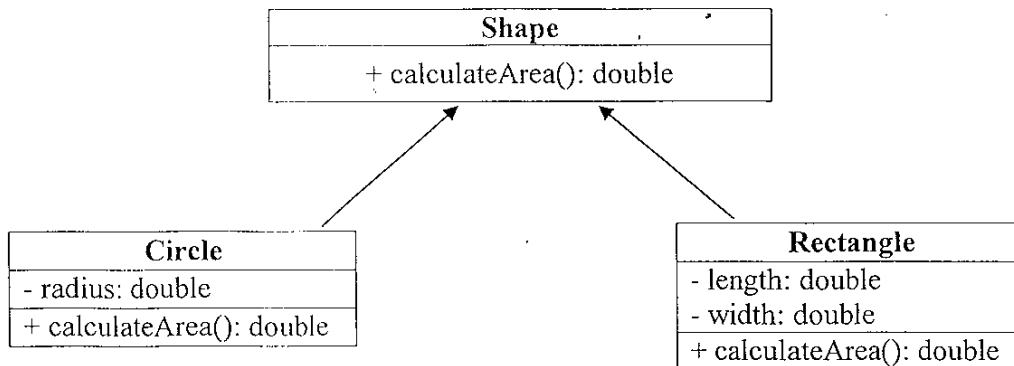 Shape
+ calculateArea(): double
Circle
- radius: double
+ calculateArea(): double
Rectangle
- length: double
- width: double
+ calculateArea(): double